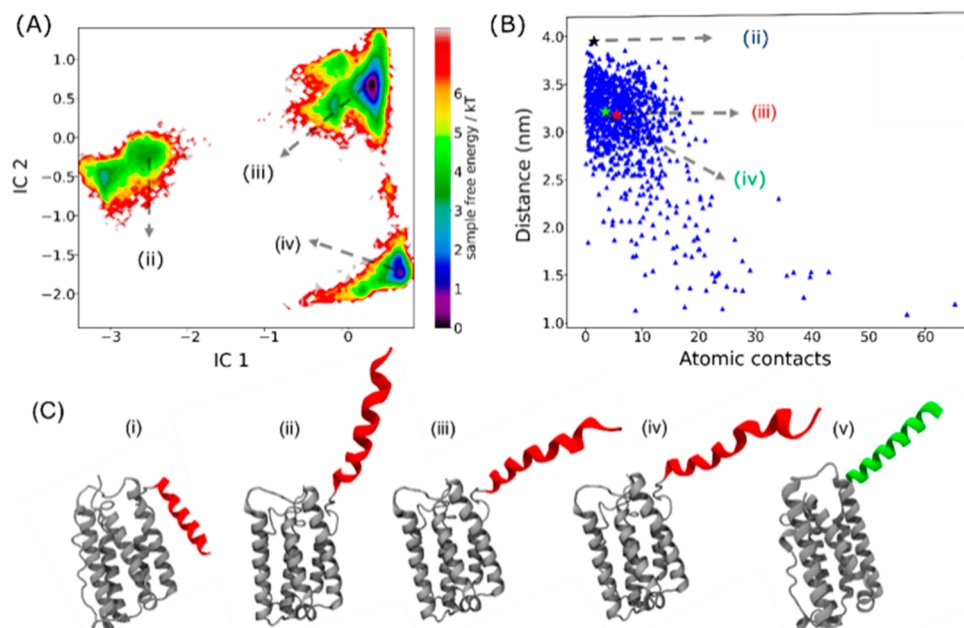 (A)
1.0
0.5
0.0
−0.5
−1.0
−1.5
−2.0
IC 2
(iii)
(ii)
(iv)
−3
−2
−1
0
IC 1
6
5
4
3
2
1
0
sample free energy / kT
(B)
4.0
3.5
3.0
2.5
2.0
1.5
1.0
Distance (nm)
(ii)
(iii)
(iv)
0
10
20
30
40
50
60
Atomic contacts
(C)
(i)
(ii)
(iii)
(iv)
(v)